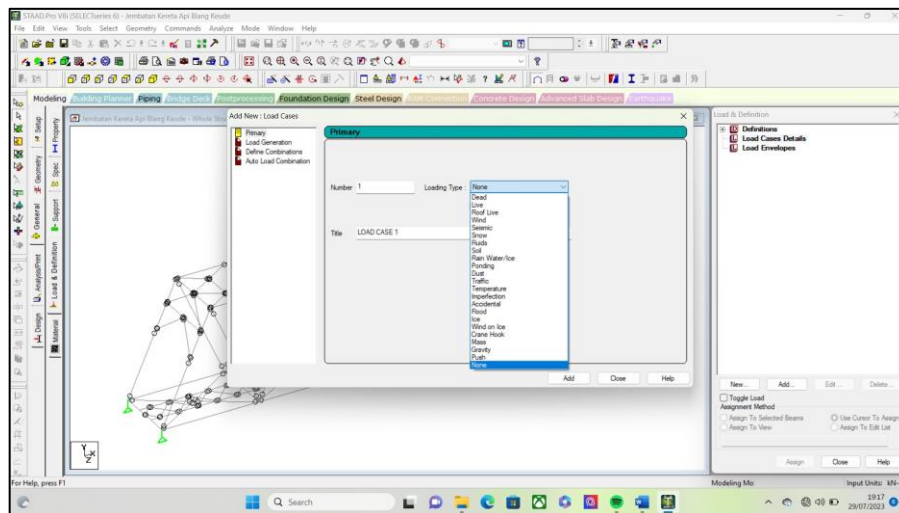 STAAD.Pro V8i (SELECTseries 6) - Jembatan Kereta Api Blang Keude
File Edit View Tools Select Geometry Commands Analyze Mode Window Help
Modeling Building Planner Piping Bridge Deck Postprocessing Foundation Design Steel Design RAM Connection Concrete Design Advanced Slab Design Earthquake
Setup
Geometry
General
Analysis/Print
Design
Property
Spec
Support
Load & Definition
Material
Jembatan Kereta Api Blang Keude - Whole
Add New : Load Cases
Primary
Load Generation
Define Combinations
Auto Load Combination
Primary
Number 1 Loading Type : None
Title LOAD CASE 1
Dead
Live
Roof Live
Wind
Seismic
Snow
Fluids
Soil
Rain Water/Ice
Ponding
Dust
Traffic
Temperature
Imperfection
Accidental
Flood
Ice
Wind on Ice
Crane Hook
Mass
Gravity
Push
None
Add Close Help
Load & Definition
Definitions
Load Cases Details
Load Envelopes
New... Add... Edit... Delete...
Toggle Load
Assignment Method
Assign To Selected Beams Use Cursor To Assign
Assign To View Assign To Edit List
Assign Close Help
Y
X
Z
For Help, press F1
Modeling Mo Input Units: kN-
Search
19.17
29/07/2023